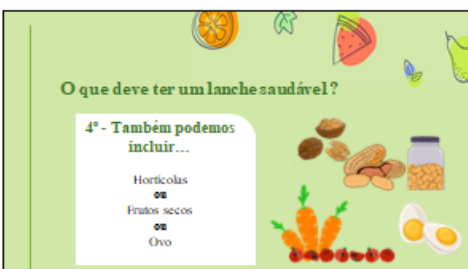 O que deve ter um lanche saudável?
4º - Também podemos
incluir…
Hortícolas
ou
Frutos secos
ou
Ovo